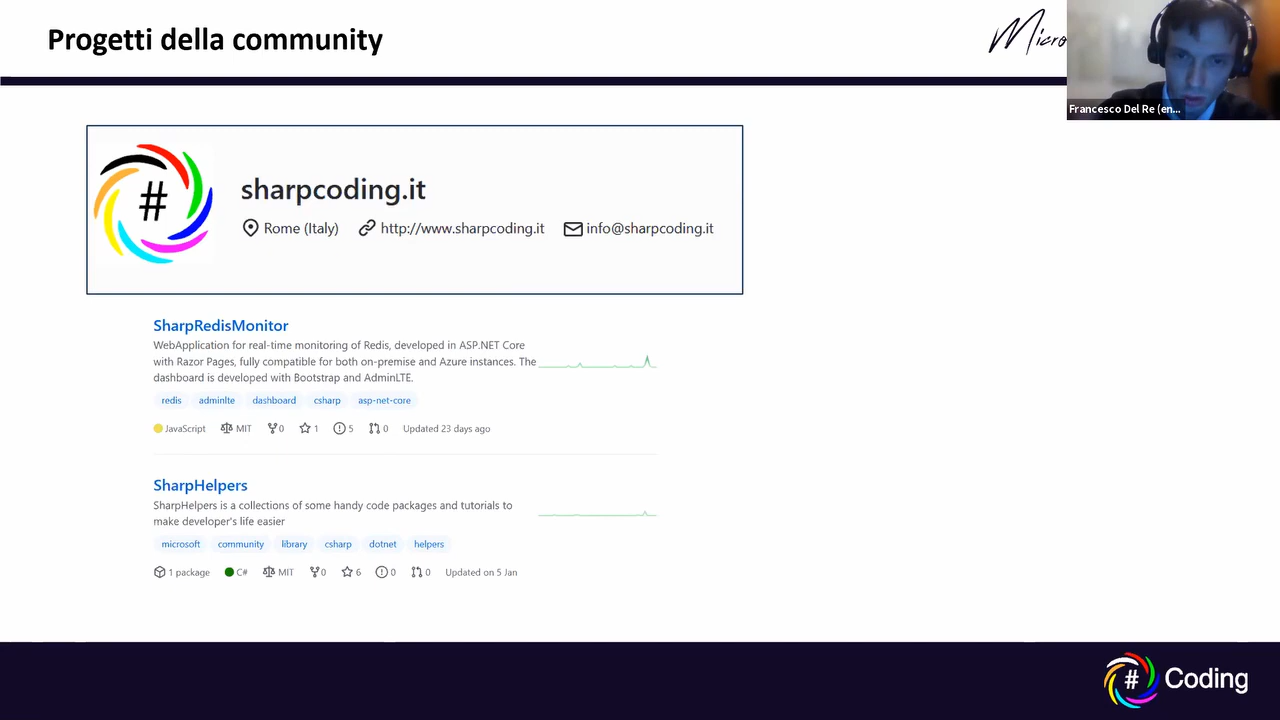 Progetti della community
Micro
Francesco Del Re (en...
#
sharpcoding.it
Rome (Italy) http://www.sharpcoding.it info@sharpcoding.it
SharpRedisMonitor
WebApplication for real-time monitoring of Redis, developed in ASP.NET Core
with Razor Pages, fully compatible for both on-premise and Azure instances. The
dashboard is developed with Bootstrap and AdminLTE.
redis adminlte dashboard csharp asp-net-core
JavaScript MIT 0 1 5 0 Updated 23 days ago
SharpHelpers
SharpHelpers is a collections of some handy code packages and tutorials to
make developer's life easier
microsoft community library csharp dotnet helpers
1 package C# MIT 0 6 0 0 Updated on 5 Jan
# Coding